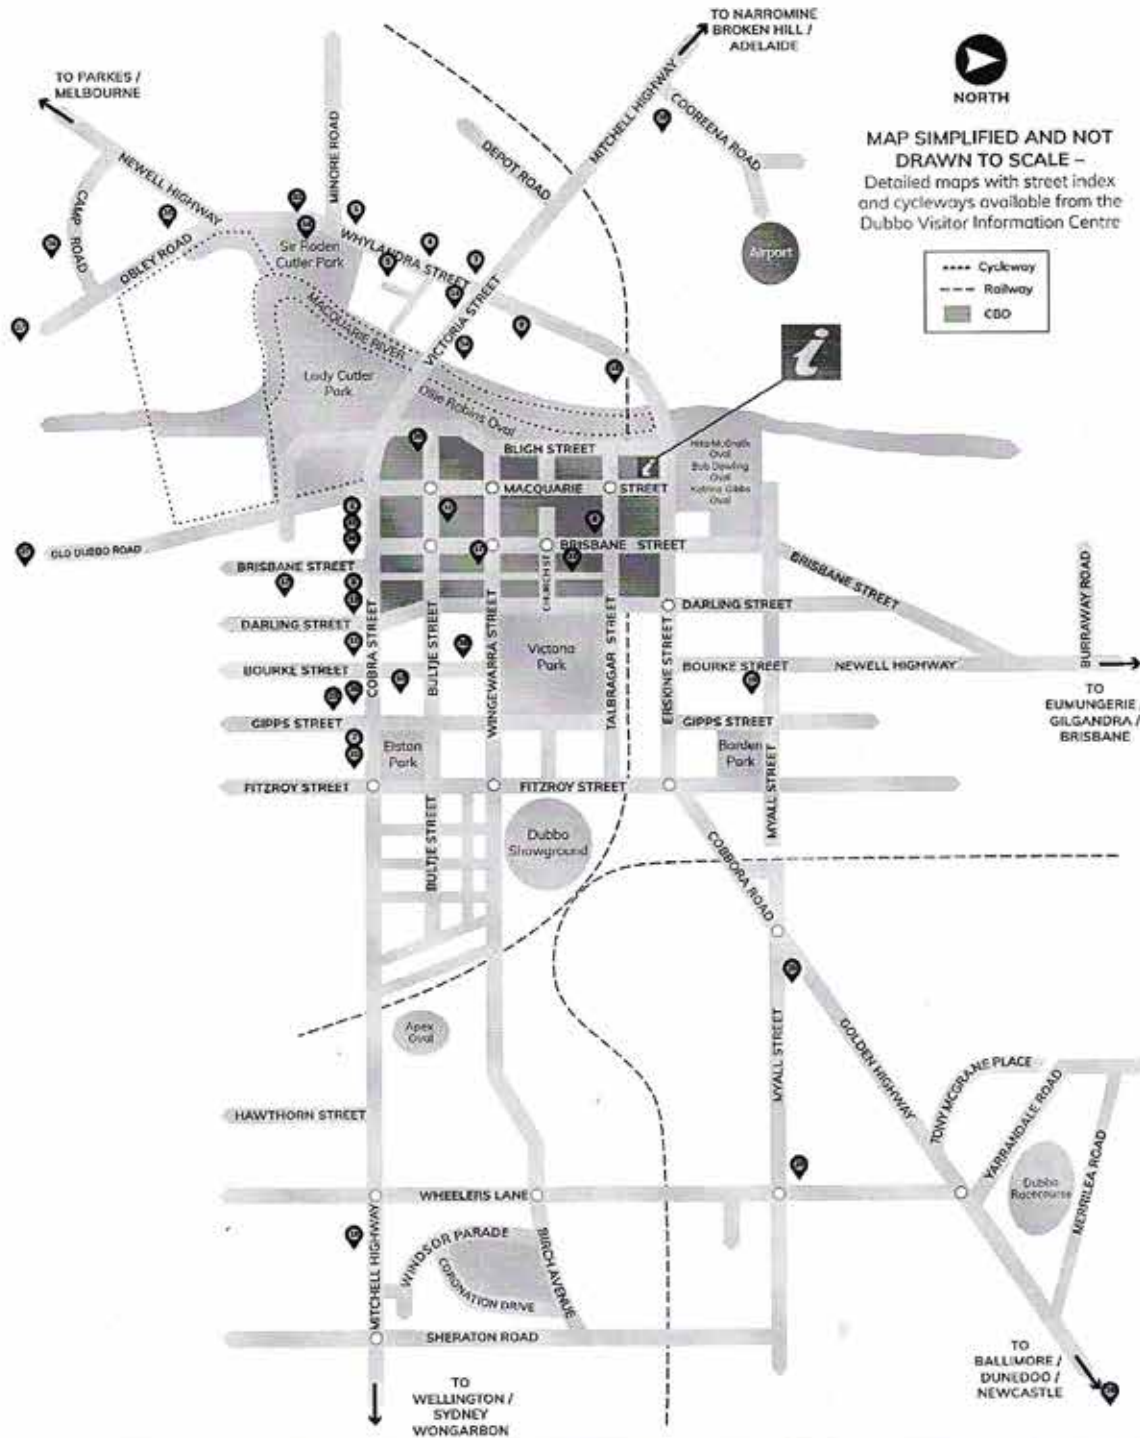 TO NARROMINE
BROKEN HILL /
ADELAIDE
TO PARKES /
MELBOURNE
NORTH
MAP SIMPLIFIED AND NOT
DRAWN TO SCALE –
Detailed maps with street index
and cycleways available from the
Dubbo Visitor Information Centre
Cycleway
Railway
CBD
MITCHELL HIGHWAY
COOREENA ROAD
DEPOT ROAD
MINORE ROAD
NEWELL HIGHWAY
CAMP ROAD
OBLEY ROAD
Airport
Sir Roden
Cutler Park
WHYLANDRA STREET
MACQUARIE RIVER
VICTORIA STREET
Lady Cutler
Park
Ollie Robins Oval
i
BLIGH STREET
i
Oval
Bob Dowling
Oval
Katrina Gibbs
Oval
MACQUARIE STREET
OLD DUBBO ROAD
BRISBANE STREET
BRISBANE STREET
BRISBANE STREET
BURRAWAY ROAD
CHURCH ST
DARLING STREET
DARLING STREET
COBRA STREET
BULTJE STREET
WINGEWARRA STREET
Victoria
Park
TALBRAGAR STREET
ERSKINE STREET
BOURKE STREET
BOURKE STREET
NEWELL HIGHWAY
TO
EUMUNGERIE /
GILGANDRA /
BRISBANE
GIPPS STREET
GIPPS STREET
Elston
Park
Barden
Park
MYALL STREET
FITZROY STREET
FITZROY STREET
BULTJE STREET
Dubbo
Showground
COBBORA ROAD
Apex
Oval
MYALL STREET
GOLDEN HIGHWAY
TONY MCGRANE PLACE
YARRANDALE ROAD
MERRILEA ROAD
Dubbo
Racecourse
HAWTHORN STREET
WHEELERS LANE
MITCHELL HIGHWAY
WINDSOR PARADE
CORONATION DRIVE
BIRCH AVENUE
SHERATON ROAD
TO
WELLINGTON /
SYDNEY
WONGARBON
TO
BALLIMORE /
DUNEDOO /
NEWCASTLE